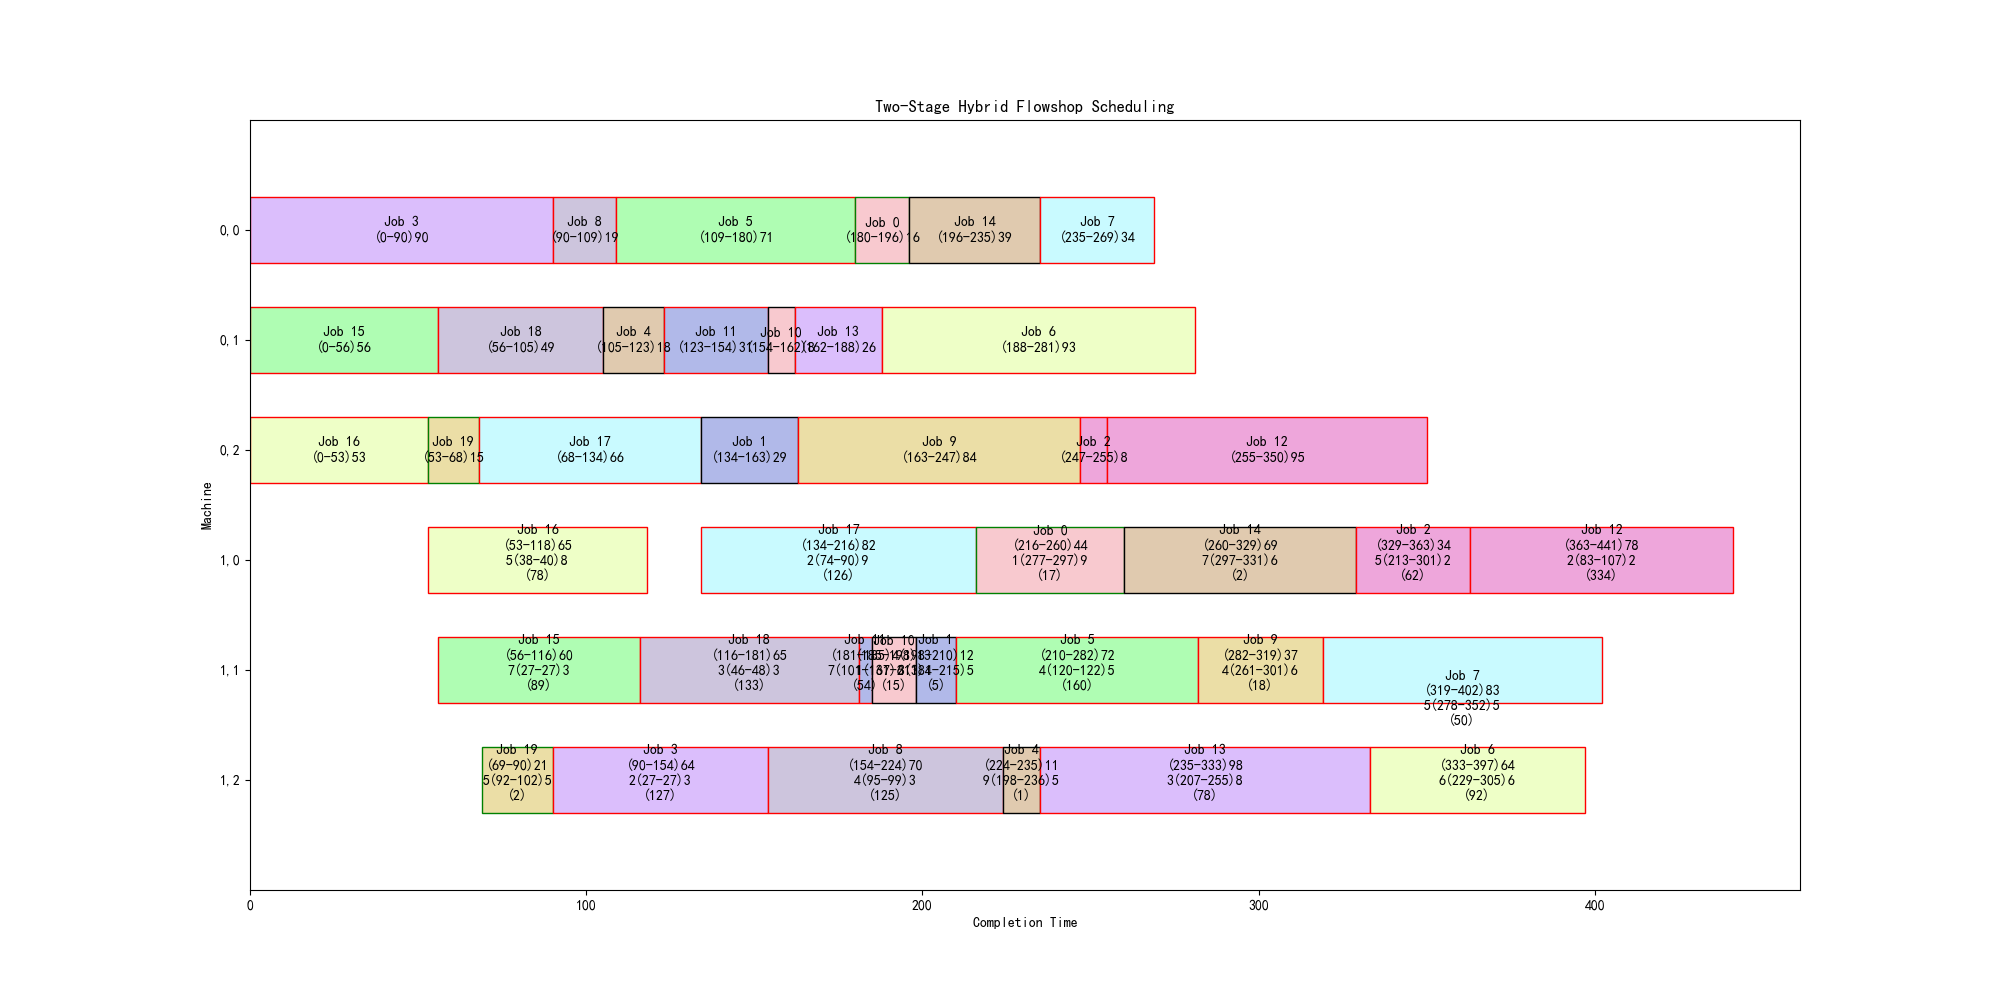 Two-Stage Hybrid Flowshop Scheduling
Machine
0,0
Job 3
(0-90)90
Job 8
(90-109)19
Job 5
(109-180)71
Job 0
(180-196)16
Job 14
(196-235)39
Job 7
(235-269)34
0,1
Job 15
(0-56)56
Job 18
(56-105)49
Job 4
(105-123)18
Job 11
(123-154)31
Job 10
(154-162)8
Job 13
(162-188)26
Job 6
(188-281)93
0,2
Job 16
(0-53)53
Job 19
(53-68)15
Job 17
(68-134)66
Job 1
(134-163)29
Job 9
(163-247)84
Job 2
(247-255)8
Job 12
(255-350)95
1,0
Job 16
(53-118)65
5(38-40)8
(78)
Job 17
(134-216)82
2(74-90)9
(126)
Job 0
(216-260)44
1(277-297)9
(17)
Job 14
(260-329)69
7(297-331)6
(2)
Job 2
(329-363)34
5(213-301)2
(62)
Job 12
(363-441)78
2(83-107)2
(334)
1,1
Job 15
(56-116)60
7(27-27)3
(89)
Job 18
(116-181)65
3(46-48)3
(133)
Job 11
(54)
Job 10
(15)
Job 1
(5)
Job 5
(210-282)72
4(120-122)5
(160)
Job 9
(282-319)37
4(261-301)6
(18)
Job 7
(319-402)83
5(278-352)5
(50)
1,2
Job 19
(69-90)21
5(92-102)5
(2)
Job 3
(90-154)64
2(27-27)3
(127)
Job 8
(154-224)70
4(95-99)3
(125)
Job 4
(224-235)11
9(198-236)5
(1)
Job 13
(235-333)98
3(207-255)8
(78)
Job 6
(333-397)64
6(229-305)6
(92)
0
100
200
300
400
Completion Time